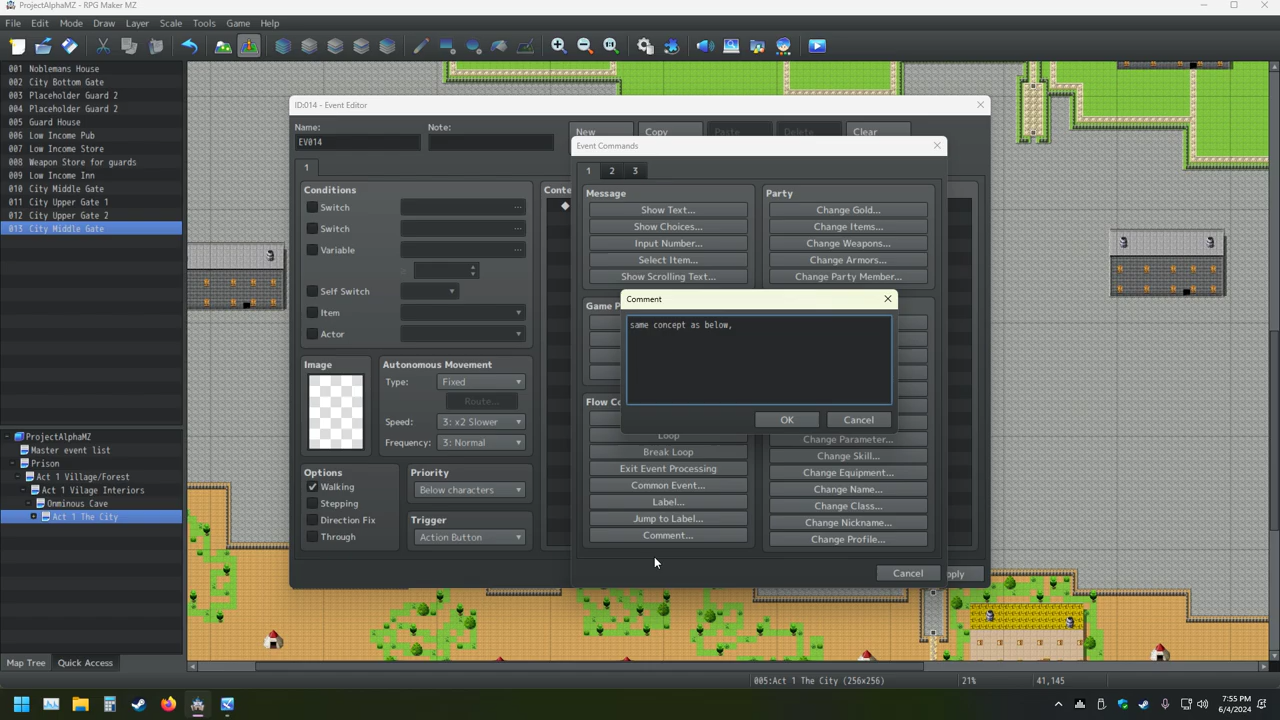 ProjectAlphaMZ - RPG Maker MZ
File Edit Mode Draw Layer Scale Tools Game Help
001 Noblemans House
002 City Bottom Gate
003 Placeholder Guard 2
004 Placeholder Guard 2
005 Guard House
006 Low Income Pub
007 Low Income Store
008 Weapon Store for guards
009 Low Income Inn
010 City Middle Gate
011 City Upper Gate 1
012 City Upper Gate 2
013 City Middle Gate
ProjectAlphaMZ
Master event list
Prison
Act 1 Village/Forest
Act 1 Vilage Interiors
Onminous Cave
Act 1 The City
Map Tree Quick Access
ID:014 - Event Editor
Name: Note:
EV014
New Copy Paste Delete Clear
1
Conditions
Switch
Switch
Variable
Self Switch
Item
Actor
Image
Autonomous Movement
Type: Fixed
Route...
Speed: 3: x2 Slower
Frequency: 3: Normal
Options
Walking
Stepping
Direction Fix
Through
Priority
Below characters
Trigger
Action Button
Conte
pply
Event Commands
1 2 3
Message
Show Text...
Show Choices...
Input Number...
Select Item...
Show Scrolling Text...
Game P
Flow Co
Loop
Break Loop
Exit Event Processing
Common Event...
Label...
Jump to Label...
Comment...
Party
Change Gold...
Change Items...
Change Weapons...
Change Armors...
Change Party Member...
Change Parameter...
Change Skill...
Change Equipment...
Change Name...
Change Class...
Change Nickname...
Change Profile...
Cancel
Comment
same concept as below,
OK Cancel
005:Act 1 The City (256x256) 21% 41,145
7:55 PM
6/4/2024